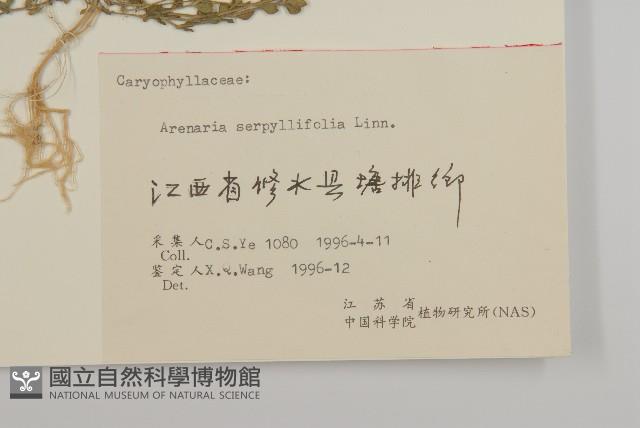 Caryophyllaceae:
Arenaria serpyllifolia Linn.
江西省修水县塘排乡
采集人C.S.Ye 1080 1996-4-11
Coll.
鉴定人X.W.Wang 1996-12
Det.
江苏省
中国科学院 植物研究所(NAS)
國立自然科學博物館
NATIONAL MUSEUM OF NATURAL SCIENCE